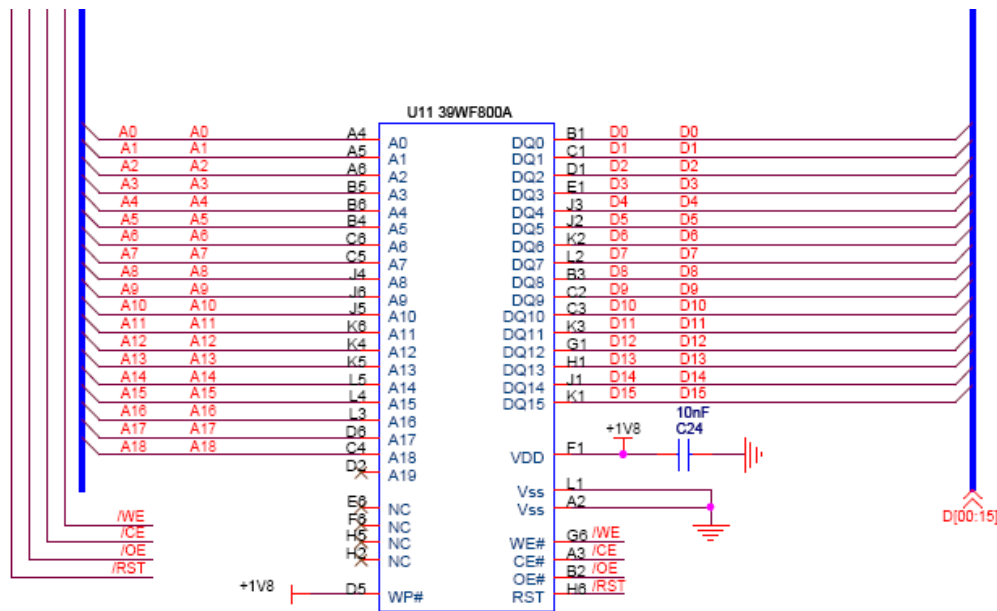 U11 39WF800A
A0 A0 A4 A0 DQ0 B1 D0 D0
A1 A1 A5 A1 DQ1 C1 D1 D1
A2 A2 A6 A2 DQ2 D1 D2 D2
A3 A3 B5 A3 DQ3 E1 D3 D3
A4 A4 B6 A4 DQ4 J3 D4 D4
A5 A5 B4 A5 DQ5 J2 D5 D5
A6 A6 C6 A6 DQ6 K2 D6 D6
A7 A7 C5 A7 DQ7 L2 D7 D7
A8 A8 J4 A8 DQ8 B3 D8 D8
A9 A9 J6 A9 DQ9 C2 D9 D9
A10 A10 J5 A10 DQ10 C3 D10 D10
A11 A11 K6 A11 DQ11 K3 D11 D11
A12 A12 K4 A12 DQ12 G1 D12 D12
A13 A13 K5 A13 DQ13 H1 D13 D13
A14 A14 L5 A14 DQ14 J1 D14 D14
A15 A15 L4 A15 DQ15 K1 D15 D15
A16 A16 L3 A16 10nF
A17 A17 D6 A17 +1V8 C24
A18 A18 C4 A18 VDD F1
D2 A19
Vss L1
E6 NC Vss A2
D[00:15]
F6 NC
/WE H5 NC WE# G6 /WE
/CE H2 NC CE# A3 /CE
/OE OE# B2 /OE
/RST
+1V8 D5 WP# RST H6 /RST